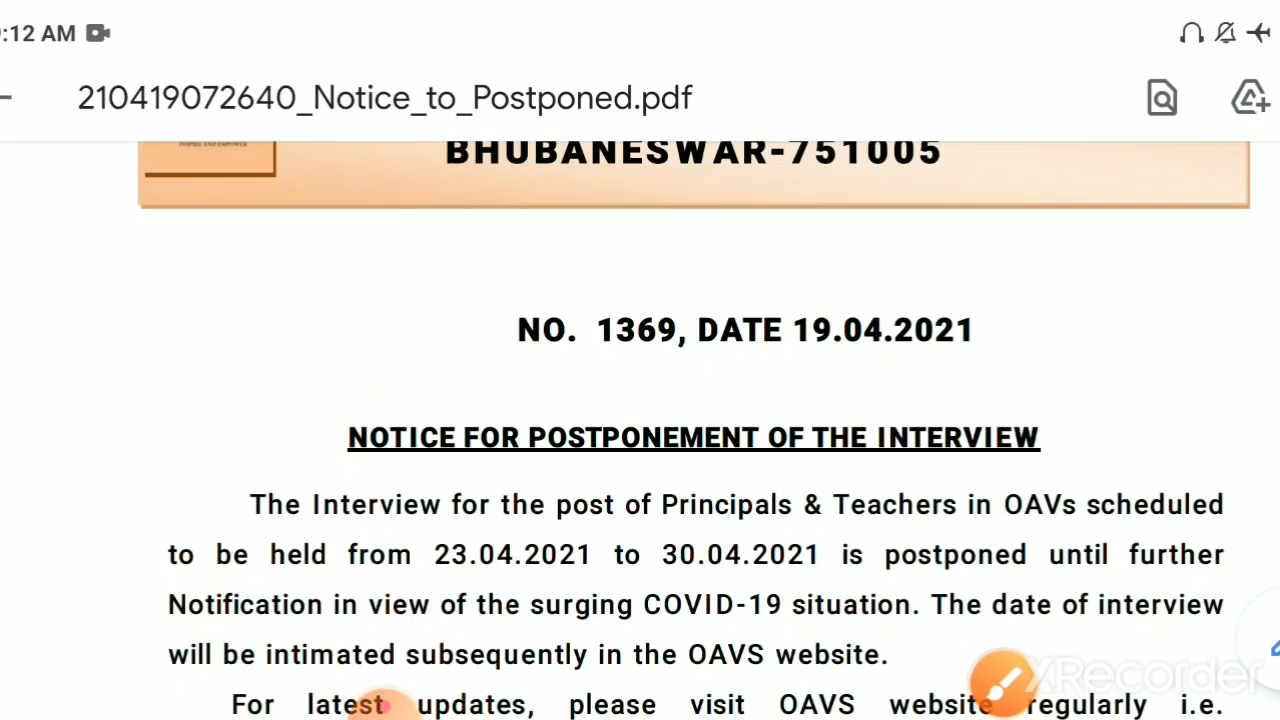 :12 AM
210419072640_Notice_to_Postponed.pdf
BHUBANESWAR-751005
NO. 1369, DATE 19.04.2021
NOTICE FOR POSTPONEMENT OF THE INTERVIEW
The Interview for the post of Principals & Teachers in OAVs scheduled
to be held from 23.04.2021 to 30.04.2021 is postponed until further
Notification in view of the surging COVID-19 situation. The date of interview
will be intimated subsequently in the OAVS website.
XRecorder
For latest updates, please visit OAVS website regularly i.e.